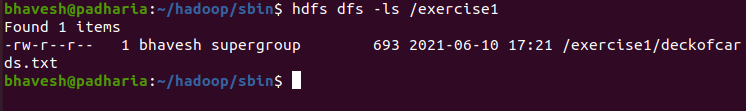 bhavesh@padharia:~/hadoop/sbin$ hdfs dfs -ls /exercise1
Found 1 items
-rw-r--r--   1 bhavesh supergroup        693 2021-06-10 17:21 /exercise1/deckofcar
ds.txt
bhavesh@padharia:~/hadoop/sbin$